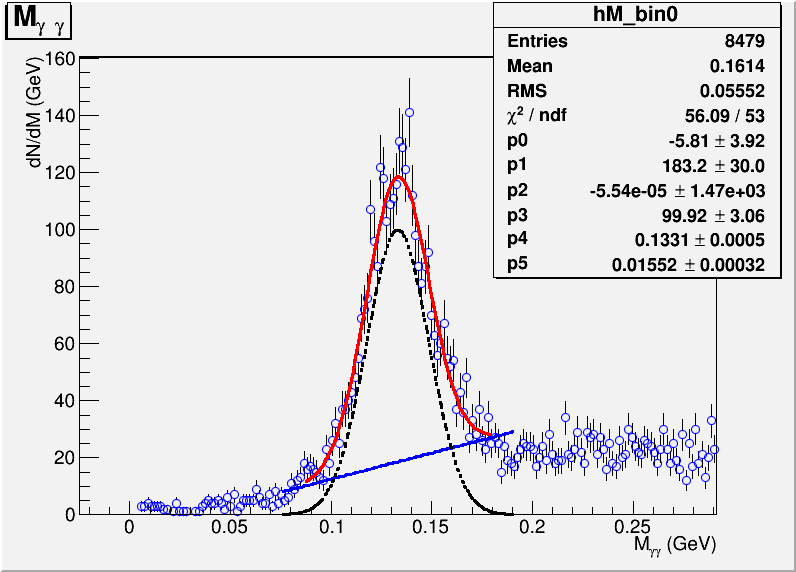 M_γ γ
hM_bin0
Entries 8479
Mean 0.1614
RMS 0.05552
χ² / ndf 56.09 / 53
p0 -5.81 ± 3.92
p1 183.2 ± 30.0
p2 -5.54e-05 ± 1.47e+03
p3 99.92 ± 3.06
p4 0.1331 ± 0.0005
p5 0.01552 ± 0.00032
dN/dM (GeV)
160
140
120
100
80
60
40
20
0
0 0.05 0.1 0.15 0.2 0.25
M_γγ (GeV)